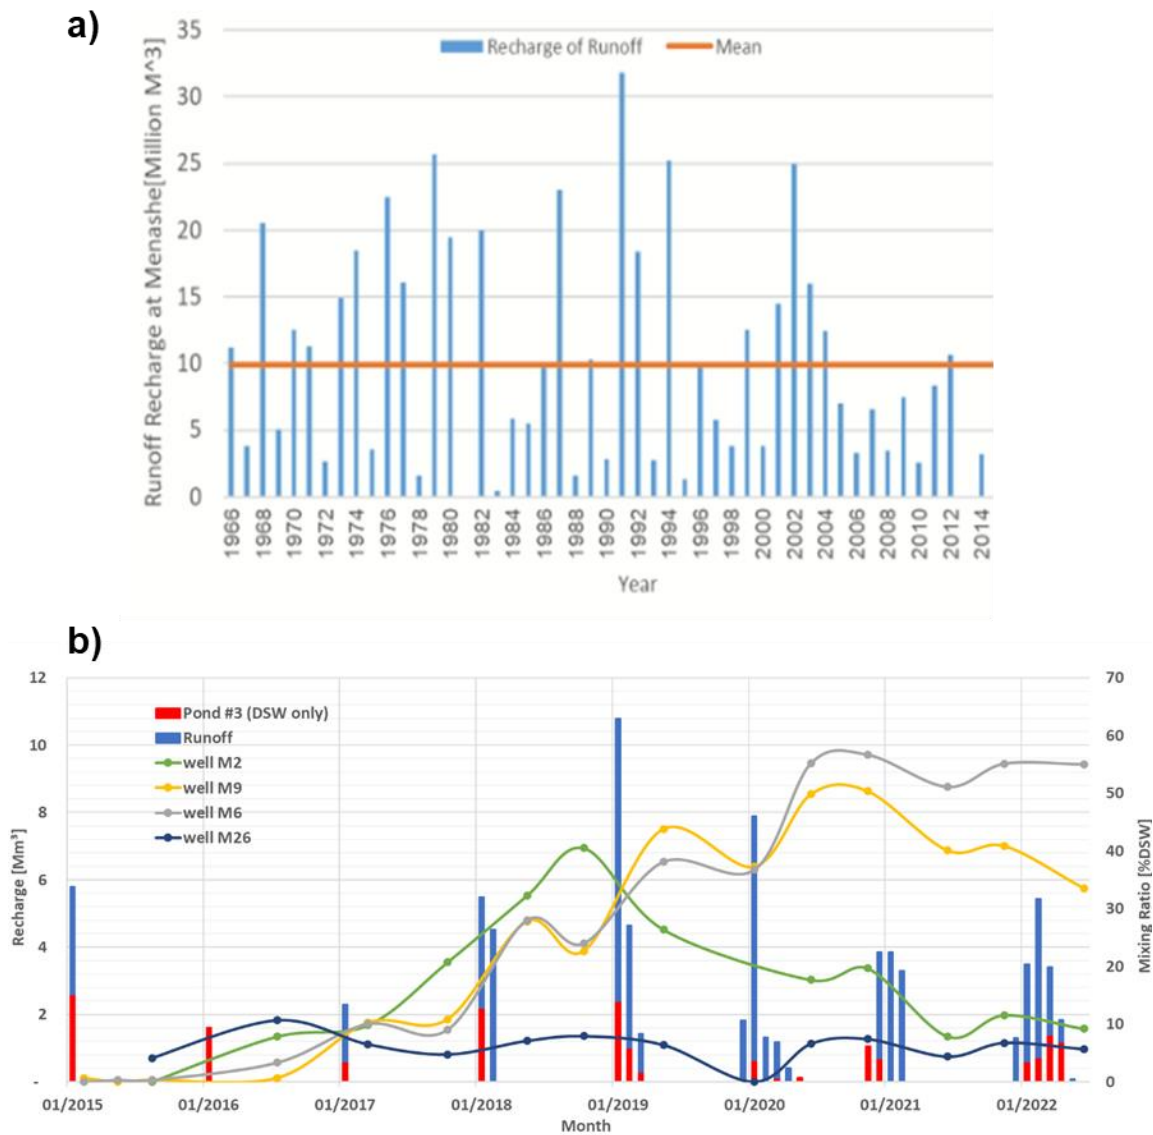 a)
35
30
25
20
15
10
5
0
Runoff Recharge at Menashe[Million M^3]
Recharge of Runoff
Mean
1966 1968 1970 1972 1974 1976 1978 1980 1982 1984 1986 1988 1990 1992 1994 1996 1998 2000 2002 2004 2006 2008 2010 2012 2014
Year
b)
12
10
8
6
4
2
-
Recharge [Mm³]
Pond #3 (DSW only)
Runoff
well M2
well M9
well M6
well M26
70
60
50
40
30
20
10
0
Mixing Ratio [%DSW]
01/2015 01/2016 01/2017 01/2018 01/2019 01/2020 01/2021 01/2022
Month